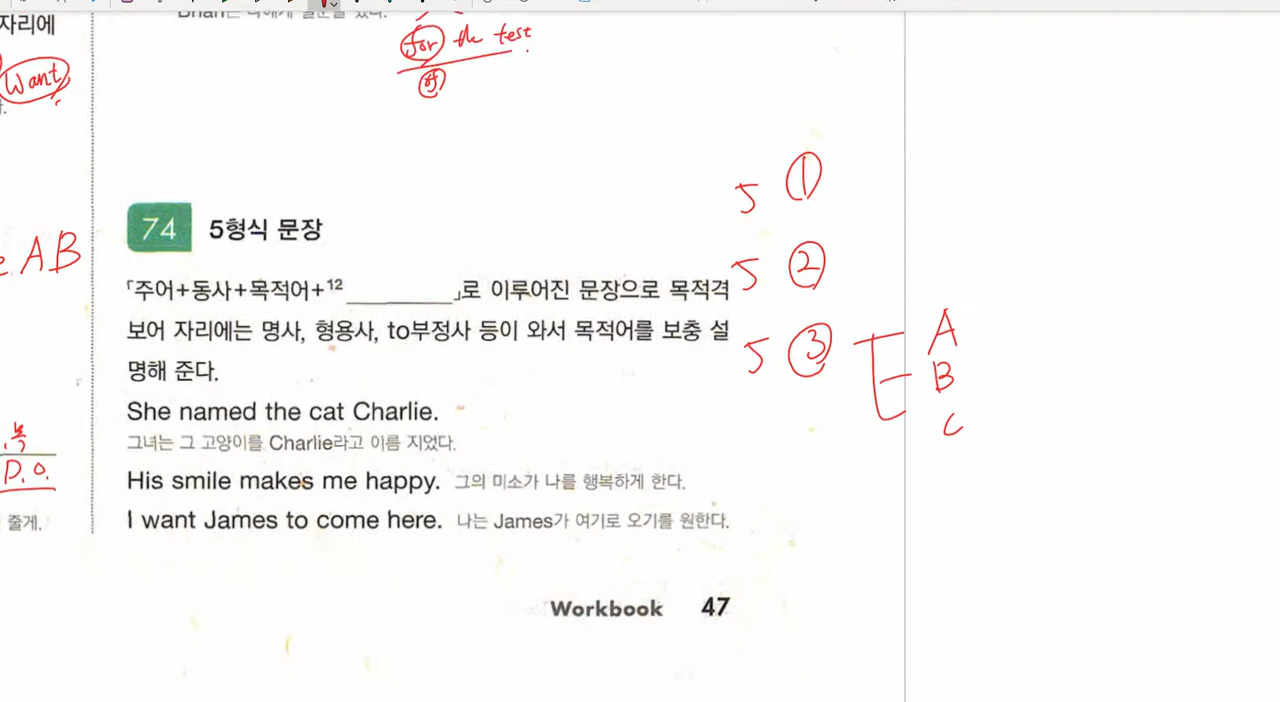 자리에
want
for the test
of
AB
74 5형식 문장
「주어+동사+목적어+12 ________」로 이루어진 문장으로 목적격
보어 자리에는 명사, 형용사, to부정사 등이 와서 목적어를 보충 설
명해 준다.
She named the cat Charlie.
그녀는 그 고양이를 Charlie라고 이름 지었다.
His smile makes me happy. 그의 미소가 나를 행복하게 한다.
I want James to come here. 나는 James가 여기로 오기를 원한다.
5 ①
5 ②
5 ③
A
B
C
D.O.
줄게.
Workbook 47